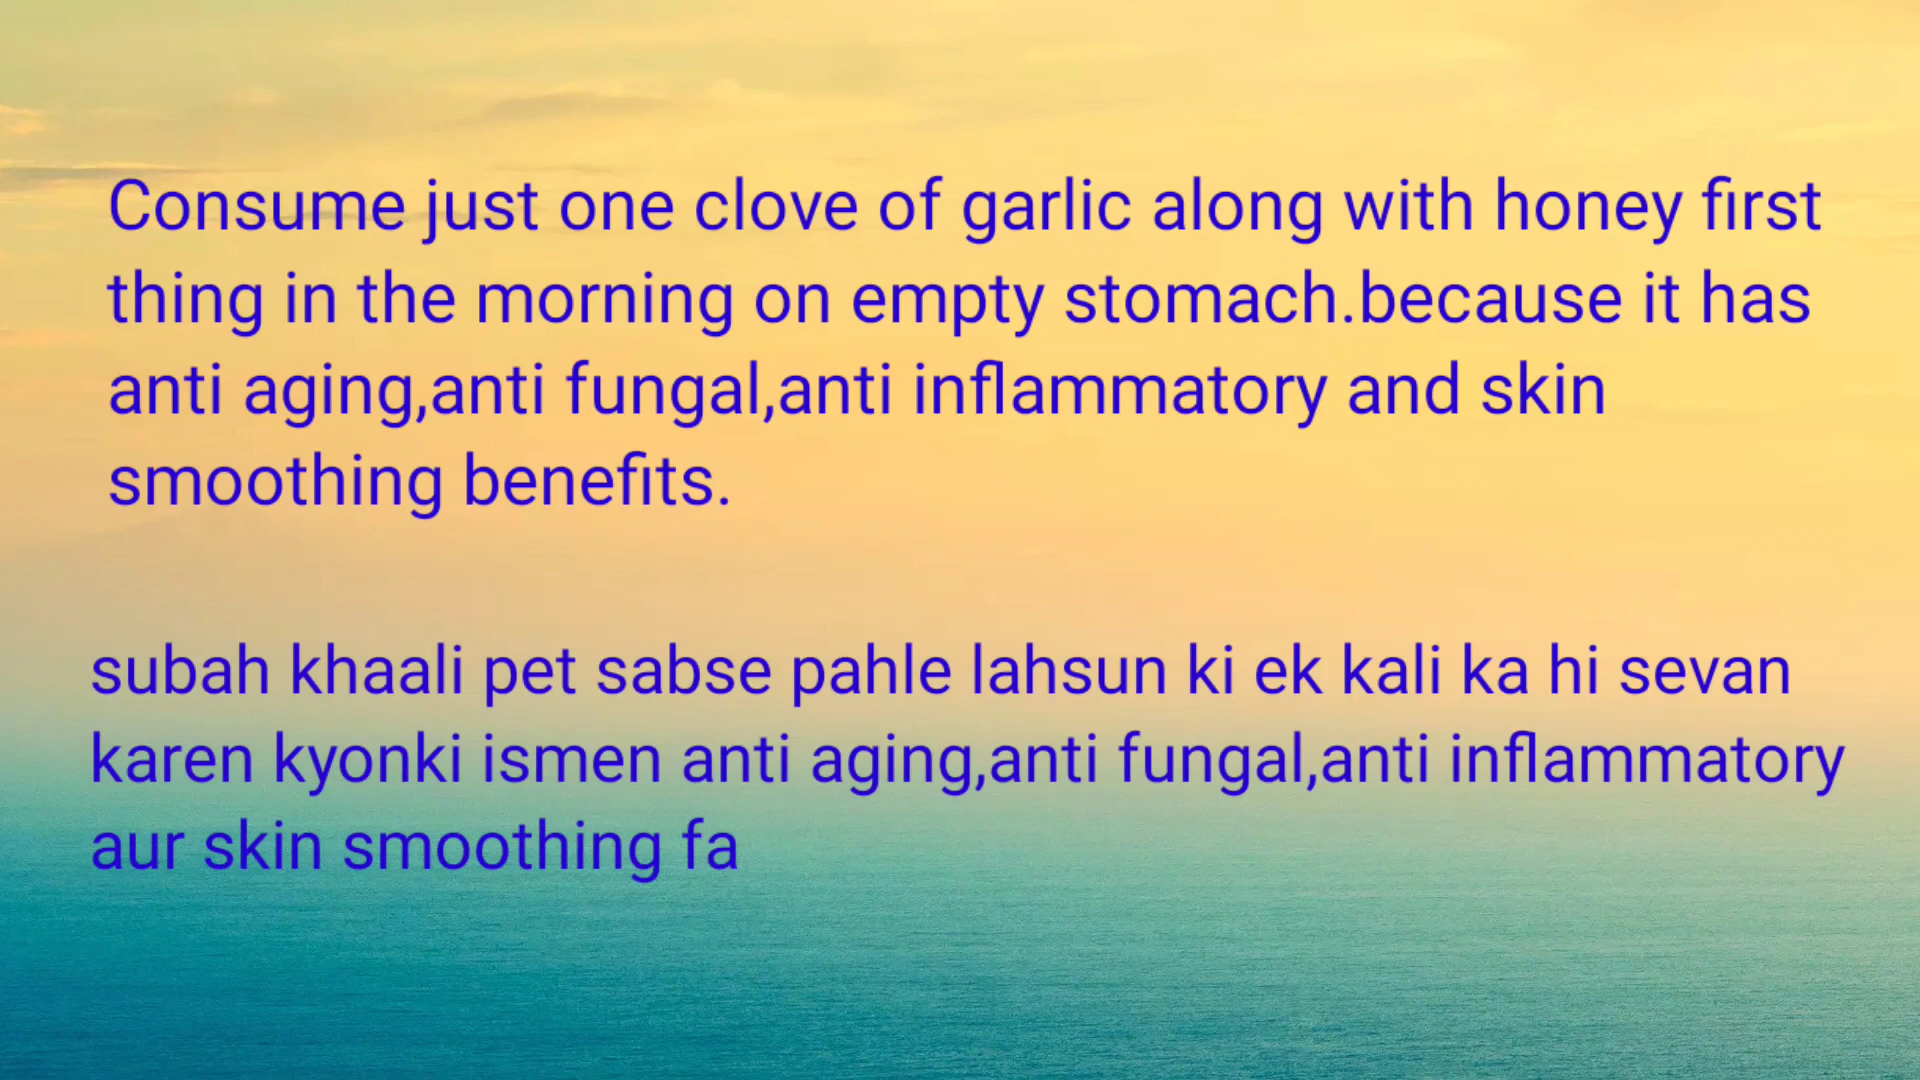 Consume just one clove of garlic along with honey first
thing in the morning on empty stomach.because it has
anti aging,anti fungal,anti inflammatory and skin
smoothing benefits.
subah khaali pet sabse pahle lahsun ki ek kali ka hi sevan
karen kyonki ismen anti aging,anti fungal,anti inflammatory
aur skin smoothing fa